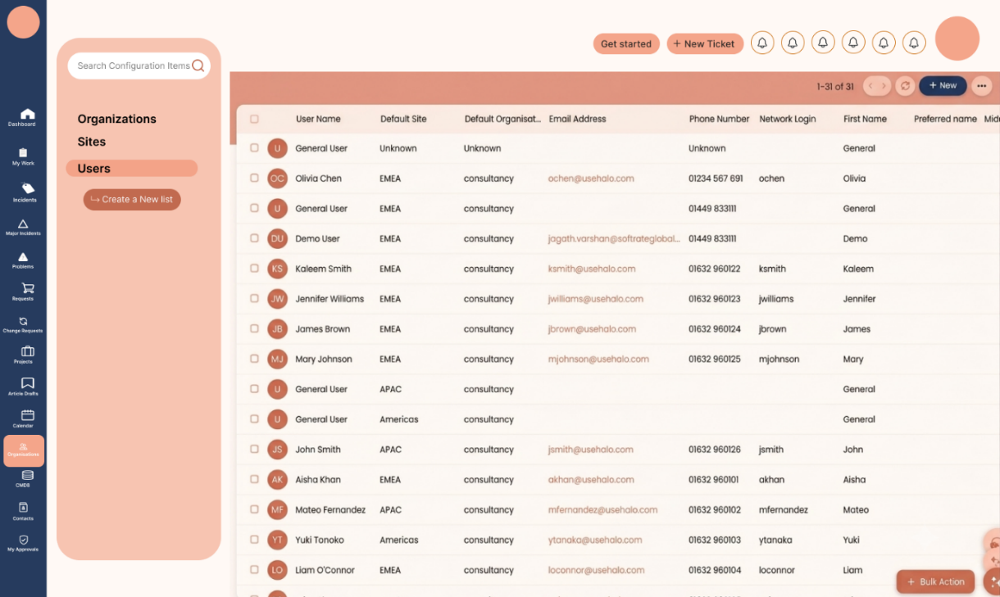 Get started
+ New Ticket
Search Configuration Items
Organizations
Sites
Users
Create a New list
Dashboard
My Work
Incidents
Major Incidents
Problems
Requests
Change Requests
Projects
Article Drafts
Calendar
Organisations
CMDB
Contacts
My Approvals
1-31 of 31
+ New
User Name Default Site Default Organisat... Email Address Phone Number Network Login First Name Preferred name
U General User Unknown Unknown Unknown General
OC Olivia Chen EMEA consultancy ochen@usehalo.com 01234 567 691 ochen Olivia
U General User EMEA consultancy 01449 833111 General
DU Demo User EMEA consultancy jagath.varshan@softrateglobal... 01449 833111 Demo
KS Kaleem Smith EMEA consultancy ksmith@usehalo.com 01632 960122 ksmith Kaleem
JW Jennifer Williams EMEA consultancy jwilliams@usehalo.com 01632 960123 jwilliams Jennifer
JB James Brown EMEA consultancy jbrown@usehalo.com 01632 960124 jbrown James
MJ Mary Johnson EMEA consultancy mjohnson@usehalo.com 01632 960125 mjohnson Mary
U General User APAC consultancy General
U General User Americas consultancy General
JS John Smith APAC consultancy jsmith@usehalo.com 01632 960126 jsmith John
AK Aisha Khan EMEA consultancy akhan@usehalo.com 01632 960101 akhan Aisha
MF Mateo Fernandez APAC consultancy mfernandez@usehalo.com 01632 960102 mfernandez Mateo
YT Yuki Tonoko Americas consultancy ytanaka@usehalo.com 01632 960103 ytanaka Yuki
LO Liam O'Connor EMEA consultancy loconnor@usehalo.com 01632 960104 loconnor Liam
+ Bulk Action